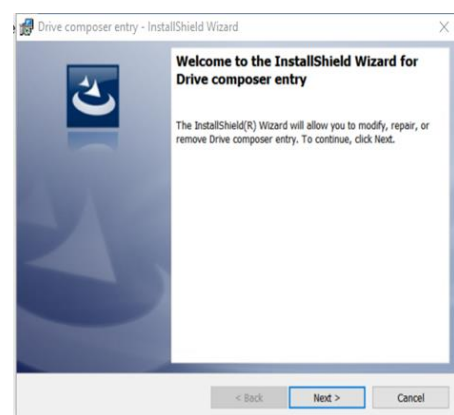 Drive composer entry - InstallShield Wizard
Welcome to the InstallShield Wizard for
Drive composer entry
The InstallShield(R) Wizard will allow you to modify, repair, or
remove Drive composer entry. To continue, click Next.
< Back Next > Cancel